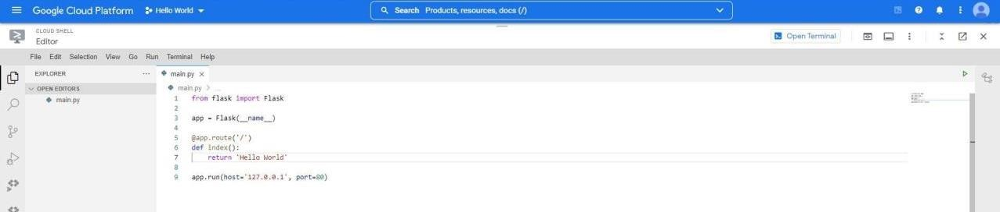 Google Cloud Platform Hello World Search Products, resources, docs (/)
CLOUD SHELL
Editor
Open Terminal
File Edit Selection View Go Run Terminal Help
EXPLORER
OPEN EDITORS
main.py
main.py
main.py > ...
1 from flask import Flask
2
3 app = Flask(__name__)
4
5 @app.route('/')
6 def index():
7 return 'Hello World'
8
9 app.run(host='127.0.0.1', port=80)